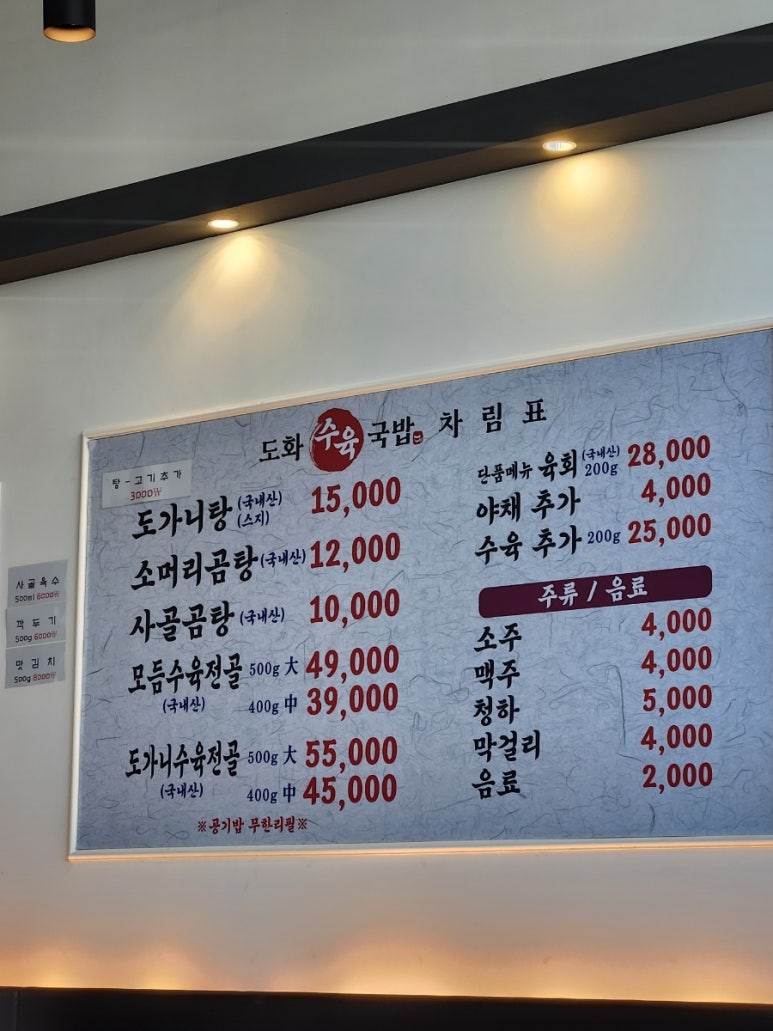 도화 수육 국밥 차림표
탕-고기추가
3000₩
도가니탕 (국내산) (스지) 15,000
소머리곰탕 (국내산) 12,000
사골곰탕 (국내산) 10,000
모듬수육전골 500g 大 49,000
(국내산) 400g 中 39,000
도가니수육전골 500g 大 55,000
(국내산) 400g 中 45,000
※공기밥 무한리필※
단품메뉴 육회 (국내산) 200g 28,000
야채 추가 4,000
수육 추가 200g 25,000
주류 / 음료
소주 4,000
맥주 4,000
청하 5,000
막걸리 4,000
음료 2,000
사골육수
500ml 6000₩
깍두기
500g 6000₩
맛김치
500g 8000₩